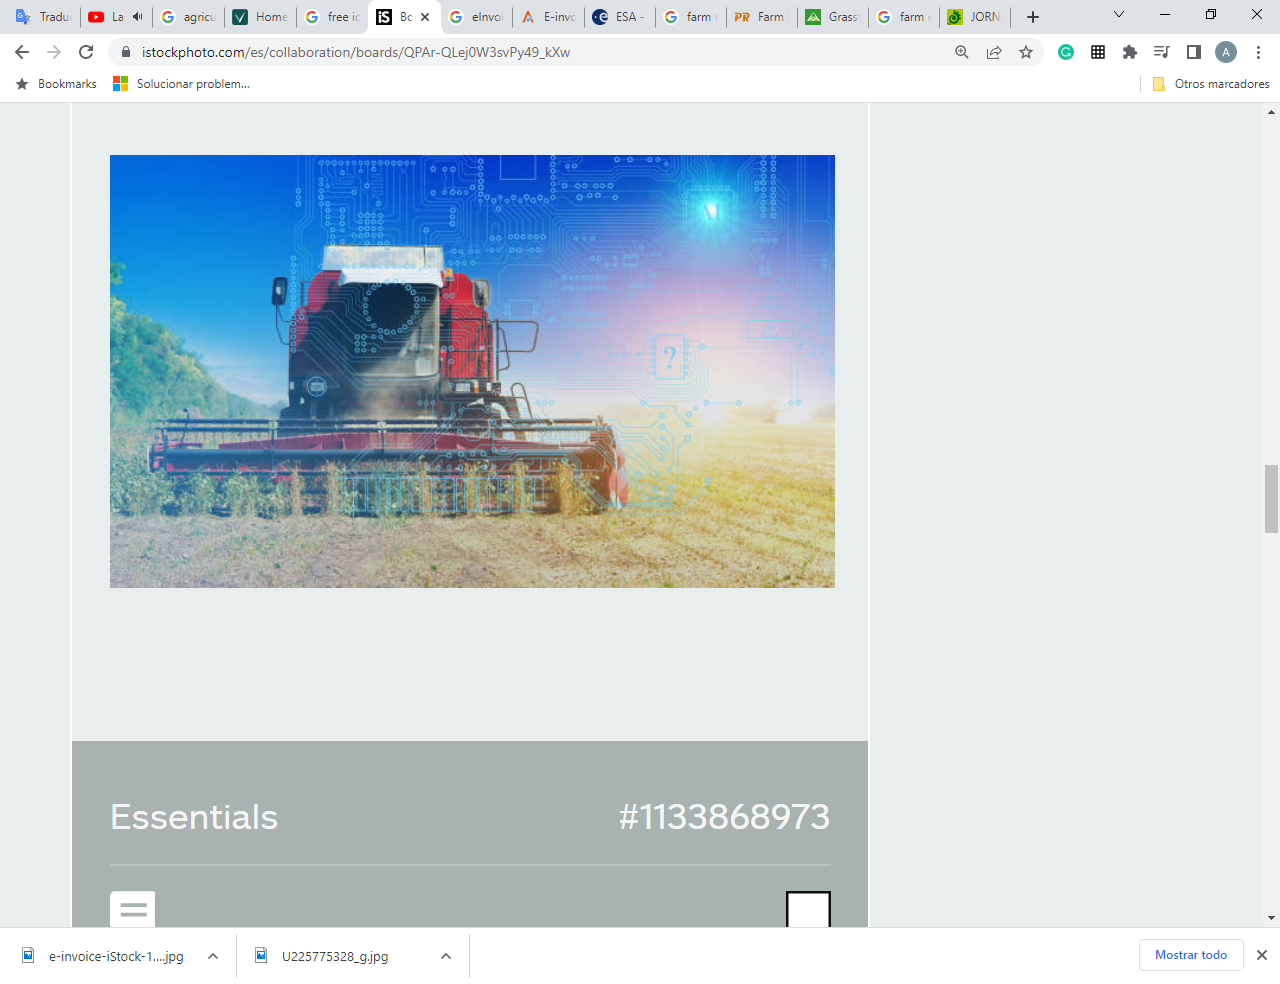 Tradu
La
agricu
Home
free ic
Bc
eInvoi
E-invo
ESA -
farm r
Farm
Grass
farm e
JORN
istockphoto.com/es/collaboration/boards/QPAr-QLej0W3svPy49_kXw
A
Bookmarks
Solucionar problem...
Otros marcadores
?
Essentials
#1133868973
e-invoice-iStock-1....jpg
U225775328_g.jpg
Mostrar todo